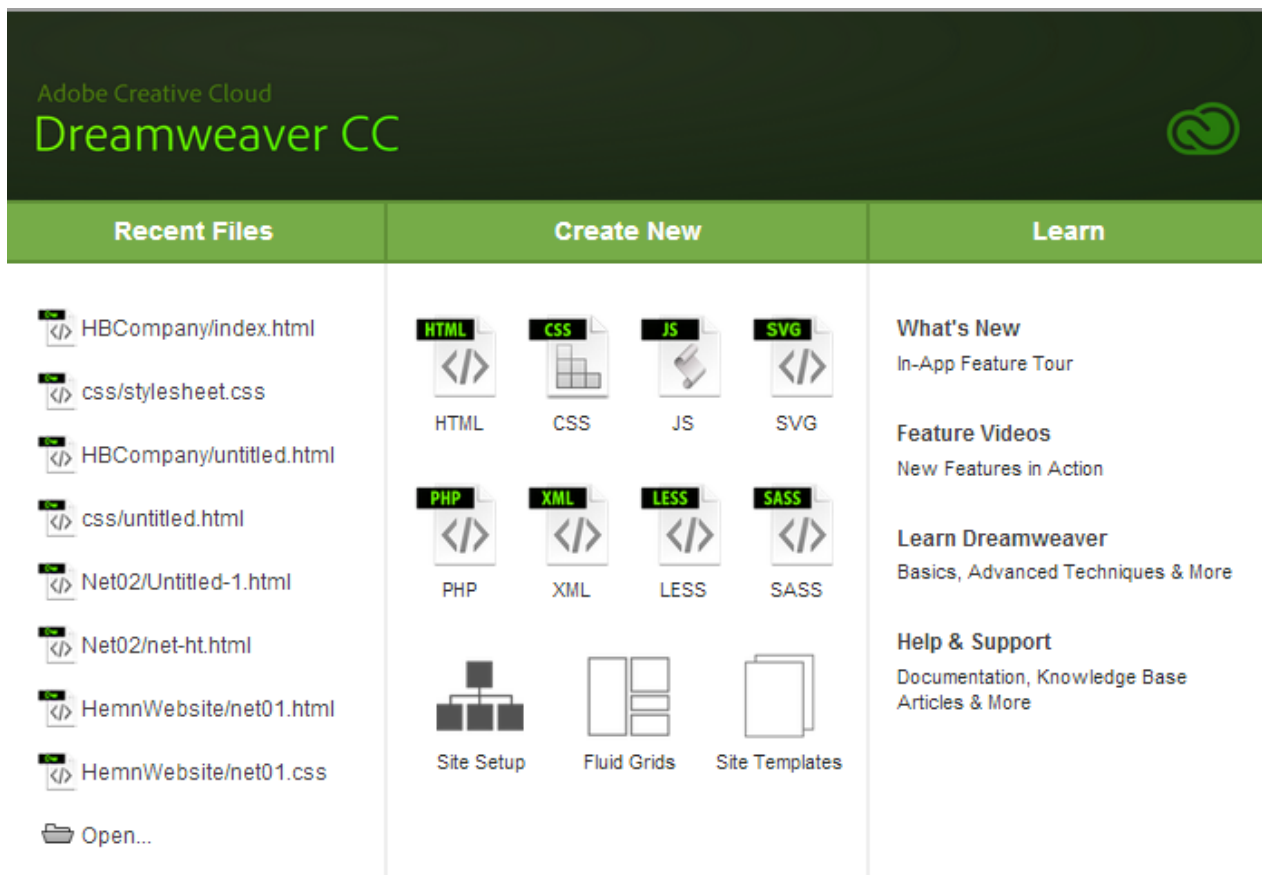 Adobe Creative Cloud
Dreamweaver CC
Recent Files
HBCompany/index.html
css/stylesheet.css
HBCompany/untitled.html
css/untitled.html
Net02/Untitled-1.html
Net02/net-ht.html
HemnWebsite/net01.html
HemnWebsite/net01.css
Open...
Create New
HTML CSS JS SVG
HTML CSS JS SVG
PHP XML LESS SASS
PHP XML LESS SASS
Site Setup Fluid Grids Site Templates
Learn
What's New
In-App Feature Tour
Feature Videos
New Features in Action
Learn Dreamweaver
Basics, Advanced Techniques & More
Help & Support
Documentation, Knowledge Base
Articles & More